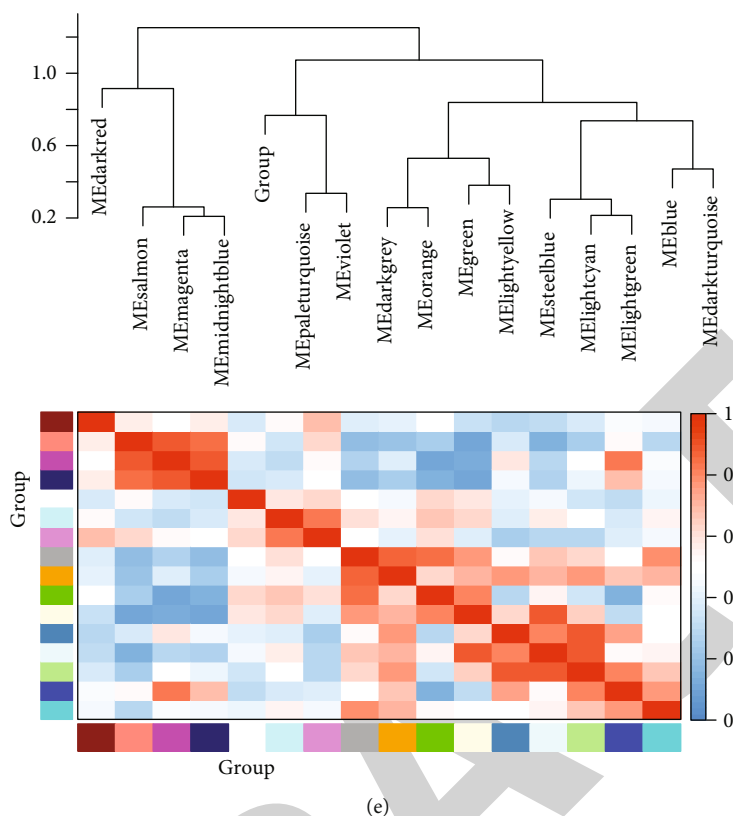 1.0
0.6
0.2
MEdarkred
MEsalmon
MEmagenta
MEmidnightblue
Group
MEpaleturquoise
MEviolet
MEdarkgrey
MEorange
MEgreen
MElightyellow
MEsteelblue
MElightcyan
MElightgreen
MEblue
MEdarkturquoise
Group
1
0
0
0
0
0
Group
(e)